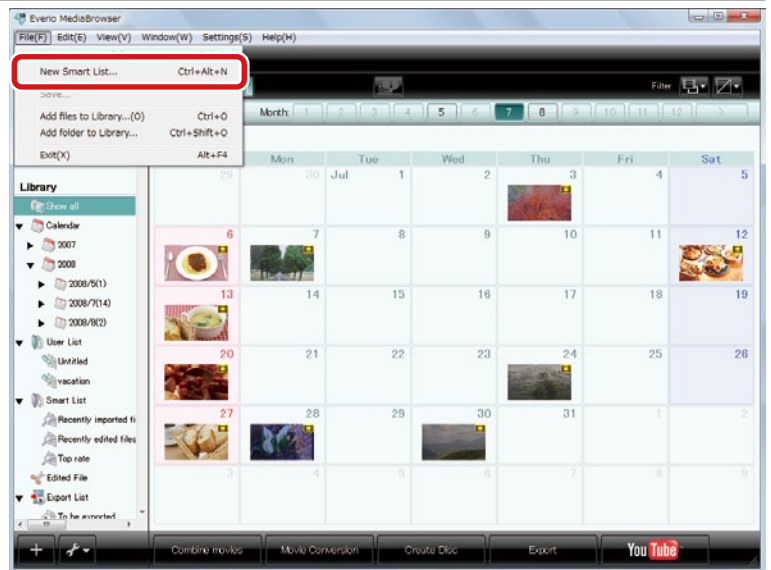 Everio MediaBrowser
File(F) Edit(E) View(V) Window(W) Settings(S) Help(H)
New Smart List... Ctrl+Alt+N
Save...
Add files to Library...(O) Ctrl+O
Add folder to Library... Ctrl+Shift+O
Exit(X) Alt+F4
Filter
Month: 1 2 3 4 5 6 7 8 9 10 11 12
Mon Tue Wed Thu Fri Sat
29 30 Jul 1 2 3 4 5
6 7 8 9 10 11 12
13 14 15 16 17 18 19
20 21 22 23 24 25 26
27 28 29 30 31 1 2
3 4 5 6 7 8 9
Library
Show all
Calendar
2007
2008
2008/5(1)
2008/7(14)
2008/8(2)
User List
Untitled
vacation
Smart List
Recently imported fi
Recently edited files
Top rate
Edited File
Export List
To be exported
Combine movies Movie Conversion Create Disc Export YouTube